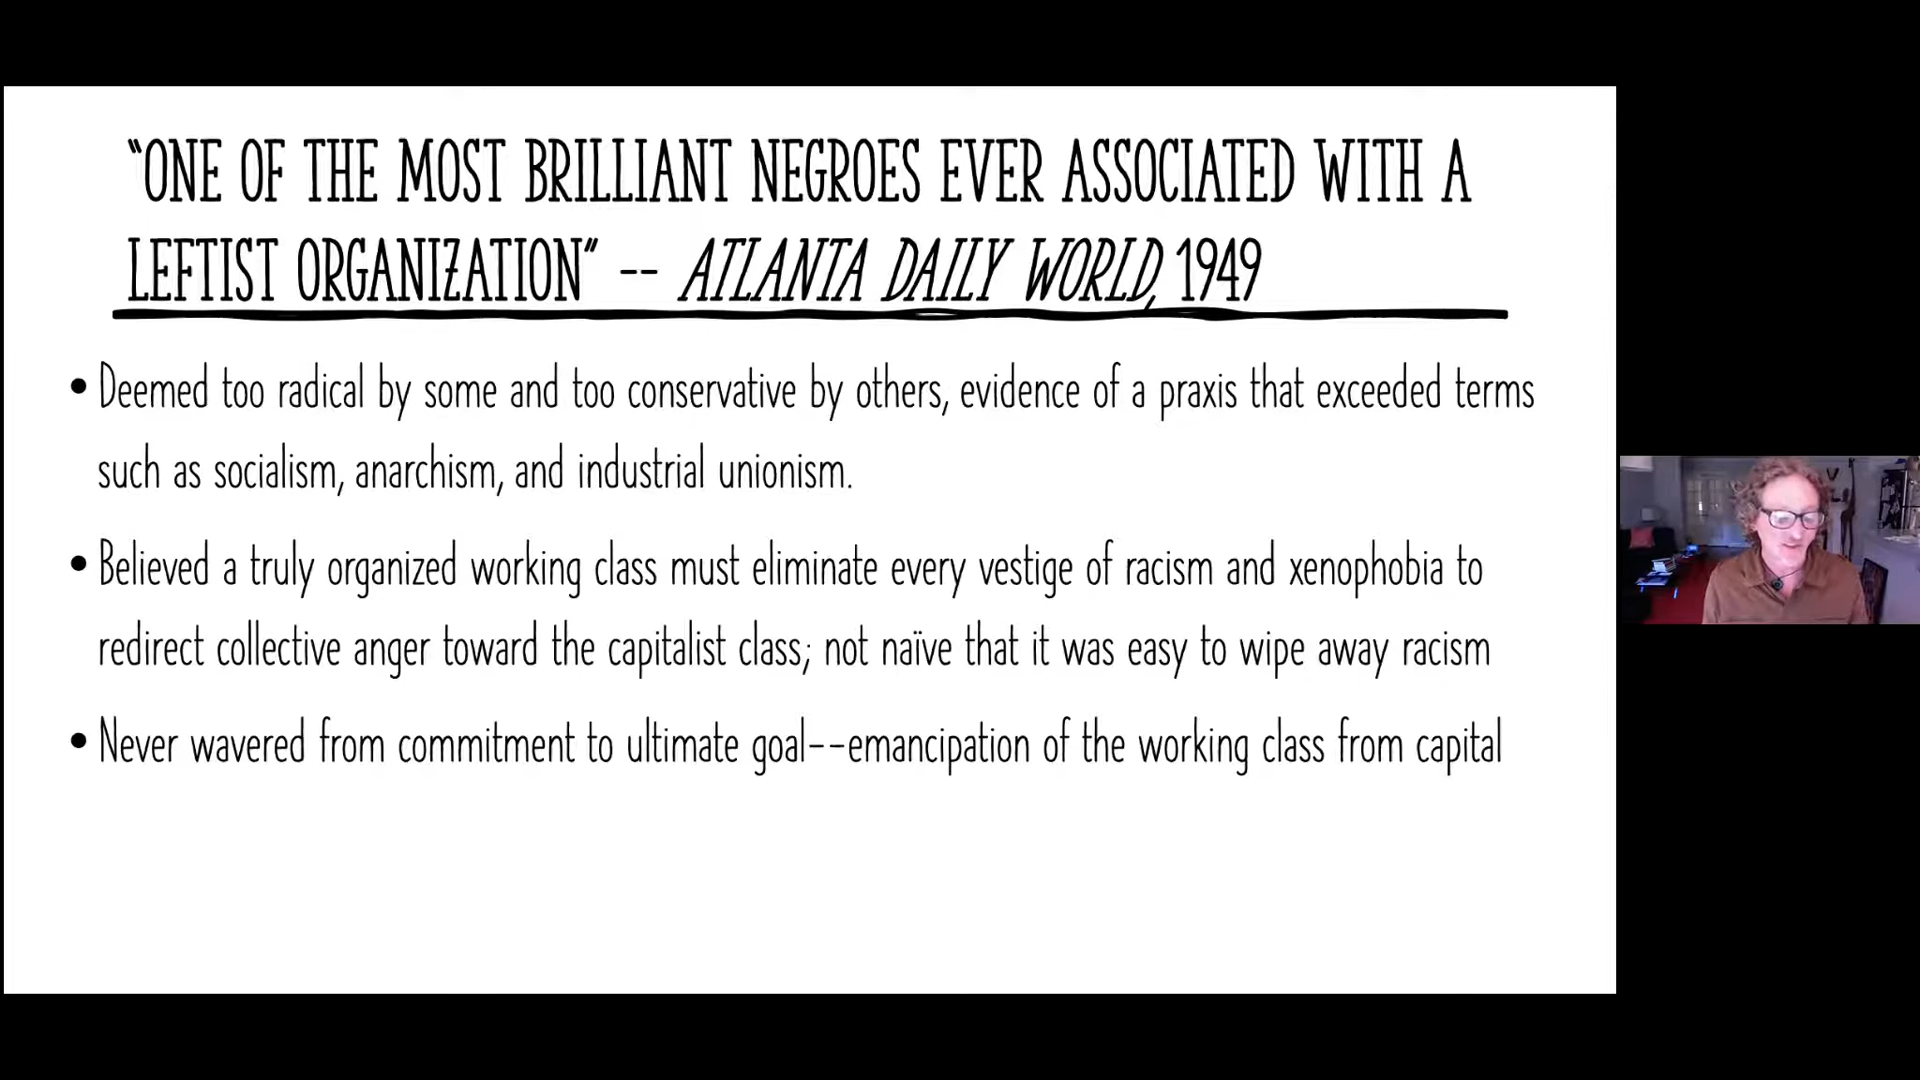 “ONE OF THE MOST BRILLIANT NEGROES EVER ASSOCIATED WITH A
LEFTIST ORGANIZATION” -- ATLANTA DAILY WORLD, 1949
• Deemed too radical by some and too conservative by others, evidence of a praxis that exceeded terms
such as socialism, anarchism, and industrial unionism.
• Believed a truly organized working class must eliminate every vestige of racism and xenophobia to
redirect collective anger toward the capitalist class; not naïve that it was easy to wipe away racism
• Never wavered from commitment to ultimate goal--emancipation of the working class from capital